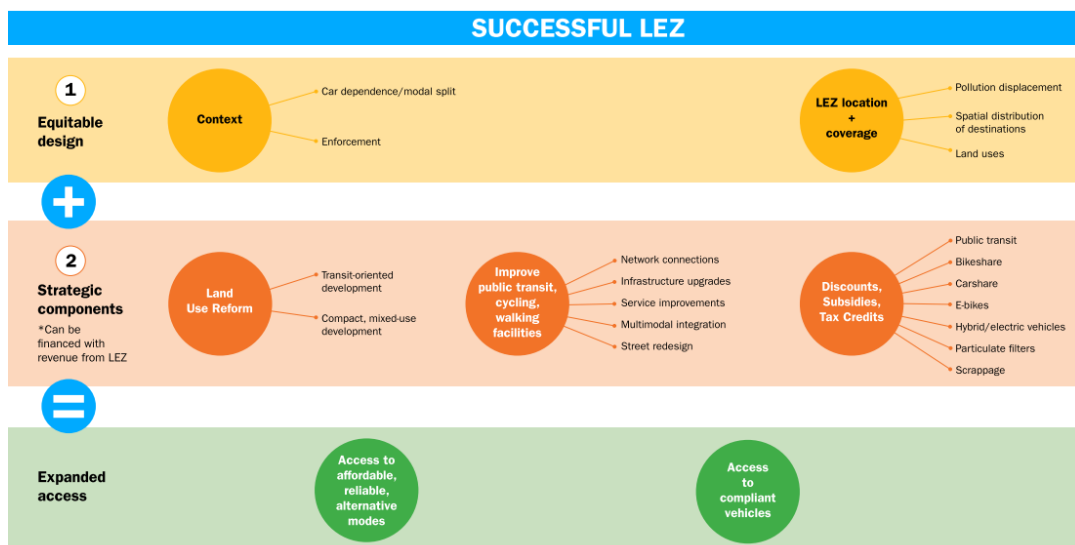 SUCCESSFUL LEZ
1
Equitable
design
Context
Car dependence/modal split
Enforcement
LEZ location
+
coverage
Pollution displacement
Spatial distribution
of destinations
Land uses
+
2
Strategic
components
*Can be
financed with
revenue from LEZ
Land
Use Reform
Transit-oriented
development
Compact, mixed-use
development
Improve
public transit,
cycling,
walking
facilities
Network connections
Infrastructure upgrades
Service improvements
Multimodal integration
Street redesign
Discounts,
Subsidies,
Tax Credits
Public transit
Bikeshare
Carshare
E-bikes
Hybrid/electric vehicles
Particulate filters
Scrappage
=
Expanded
access
Access to
affordable,
reliable,
alternative
modes
Access
to
compliant
vehicles